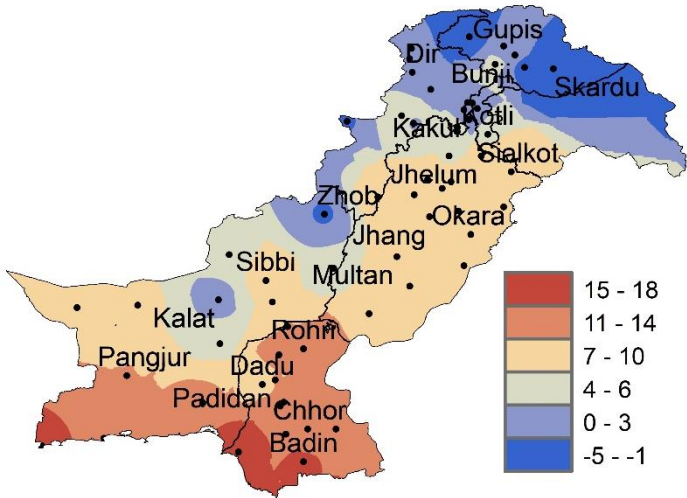 Gupis
Dir
Bunji
Skardu
Kotli
Kakul
Sialkot
Jhelum
Zhob
Okara
Jhang
Sibbi
Multan
Kalat
Rohri
Pangjur
Dadu
Padidan
Chhor
Badin
15 - 18
11 - 14
7 - 10
4 - 6
0 - 3
-5 - -1